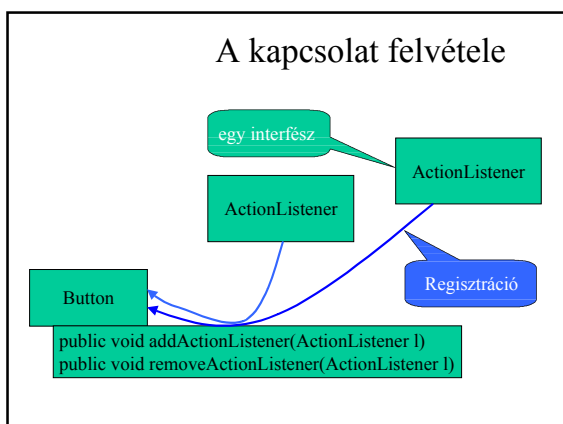 A kapcsolat felvétele
egy interfész
ActionListener
ActionListener
Regisztráció
Button
public void addActionListener(ActionListener l)
public void removeActionListener(ActionListener l)